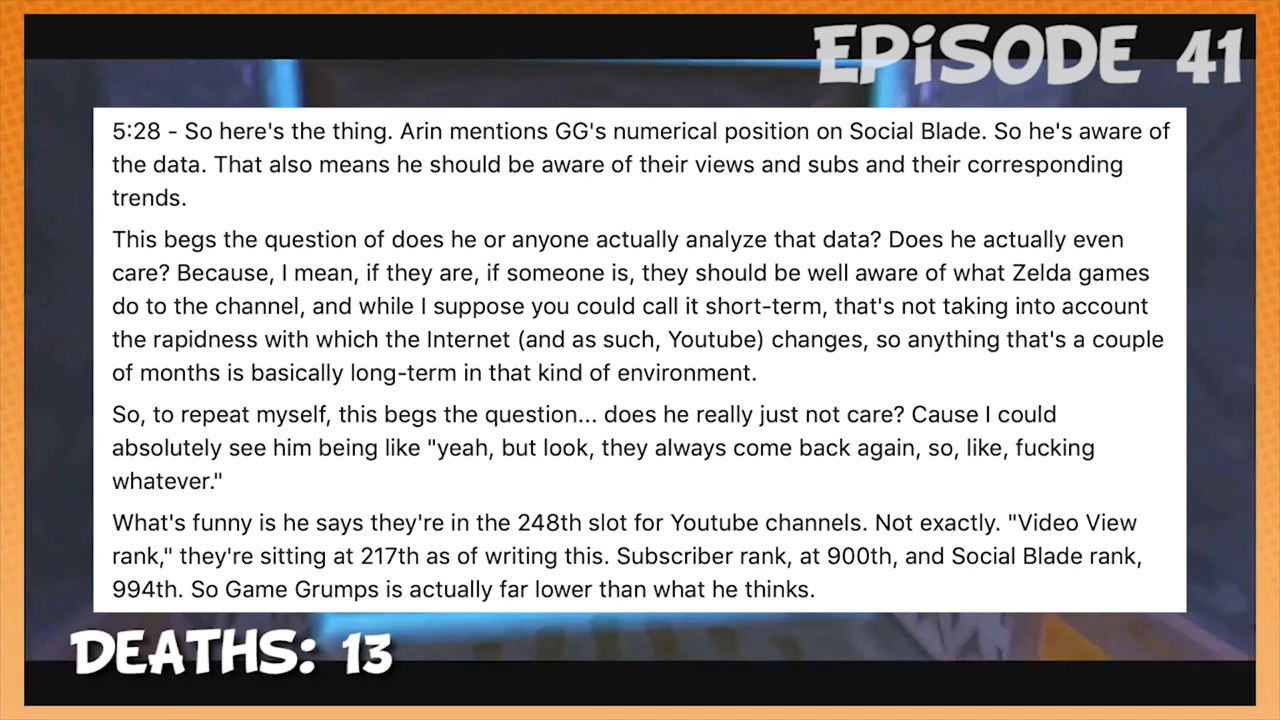 EPiSODE 41
5:28 - So here's the thing. Arin mentions GG's numerical position on Social Blade. So he's aware of
the data. That also means he should be aware of their views and subs and their corresponding
trends.
This begs the question of does he or anyone actually analyze that data? Does he actually even
care? Because, I mean, if they are, if someone is, they should be well aware of what Zelda games
do to the channel, and while I suppose you could call it short-term, that's not taking into account
the rapidness with which the Internet (and as such, Youtube) changes, so anything that's a couple
of months is basically long-term in that kind of environment.
So, to repeat myself, this begs the question... does he really just not care? Cause I could
absolutely see him being like "yeah, but look, they always come back again, so, like, fucking
whatever."
What's funny is he says they're in the 248th slot for Youtube channels. Not exactly. "Video View
rank," they're sitting at 217th as of writing this. Subscriber rank, at 900th, and Social Blade rank,
994th. So Game Grumps is actually far lower than what he thinks.
DEATHS: 13